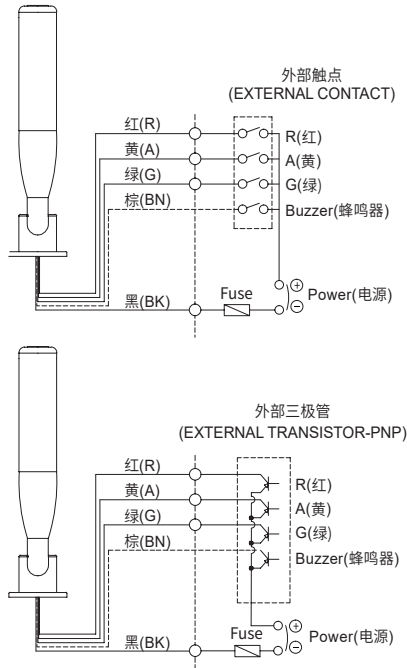 外部触点
(EXTERNAL CONTACT)
红(R)
R(红)
黄(A)
A(黄)
绿(G)
G(绿)
棕(BN)
Buzzer(蜂鸣器)
Fuse
+
Power(电源)
−
黑(BK)
外部三极管
(EXTERNAL TRANSISTOR-PNP)
红(R)
R(红)
黄(A)
A(黄)
绿(G)
G(绿)
棕(BN)
Buzzer(蜂鸣器)
Fuse
+
Power(电源)
−
黑(BK)